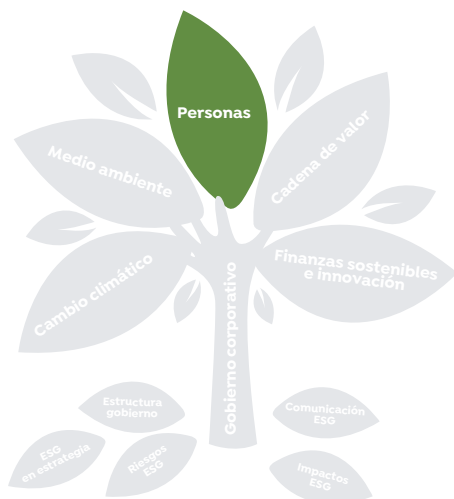 Personas
Medio ambiente
Cadena de valor
Cambio climático
Finanzas sostenibles
e innovación
Gobierno corporativo
Estructura
gobierno
Comunicación
ESG
ESG
en estrategia
Riesgos
ESG
Impactos
ESG